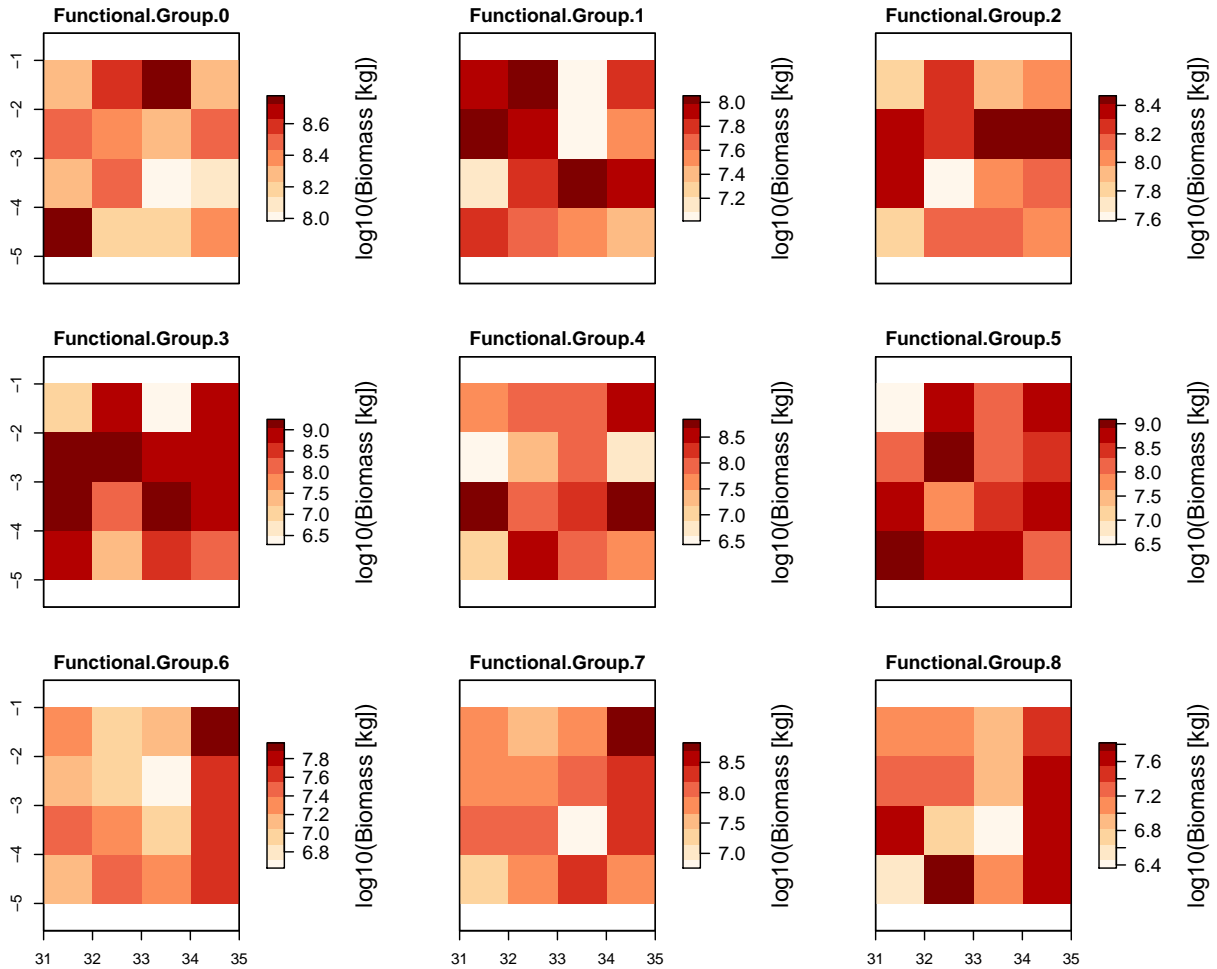 Functional.Group.0
Functional.Group.1
Functional.Group.2
-1
-2
-3
-4
-5
8.6
8.4
8.2
8.0
log10(Biomass [kg])
8.0
7.8
7.6
7.4
7.2
log10(Biomass [kg])
8.4
8.2
8.0
7.8
7.6
log10(Biomass [kg])
Functional.Group.3
Functional.Group.4
Functional.Group.5
-1
-2
-3
-4
-5
9.0
8.5
8.0
7.5
7.0
6.5
log10(Biomass [kg])
8.5
8.0
7.5
7.0
6.5
log10(Biomass [kg])
9.0
8.5
8.0
7.5
7.0
6.5
log10(Biomass [kg])
Functional.Group.6
Functional.Group.7
Functional.Group.8
-1
-2
-3
-4
-5
7.8
7.6
7.4
7.2
7.0
6.8
log10(Biomass [kg])
8.5
8.0
7.5
7.0
log10(Biomass [kg])
7.6
7.2
6.8
6.4
log10(Biomass [kg])
31 32 33 34 35
31 32 33 34 35
31 32 33 34 35